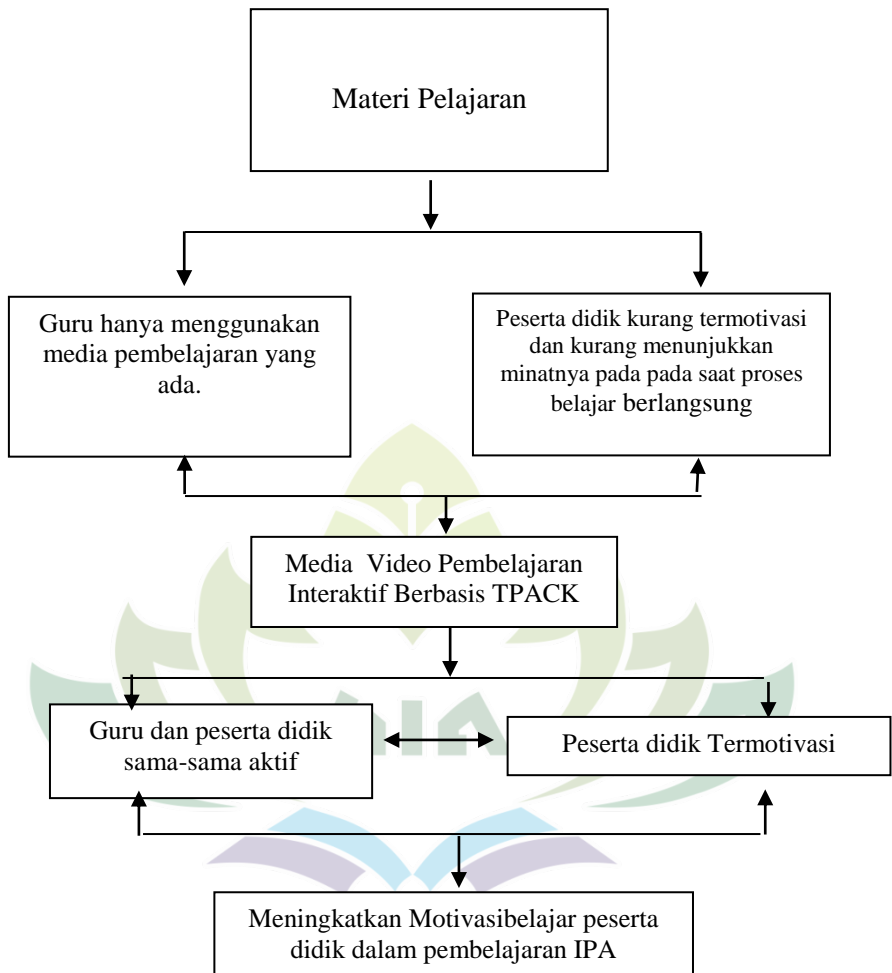 Materi Pelajaran
Guru hanya menggunakan
media pembelajaran yang
ada.
Peserta didik kurang termotivasi
dan kurang menunjukkan
minatnya pada pada saat proses
belajar berlangsung
Media Video Pembelajaran
Interaktif Berbasis TPACK
Guru dan peserta didik
sama-sama aktif
Peserta didik Termotivasi
Meningkatkan Motivasibelajar peserta
didik dalam pembelajaran IPA